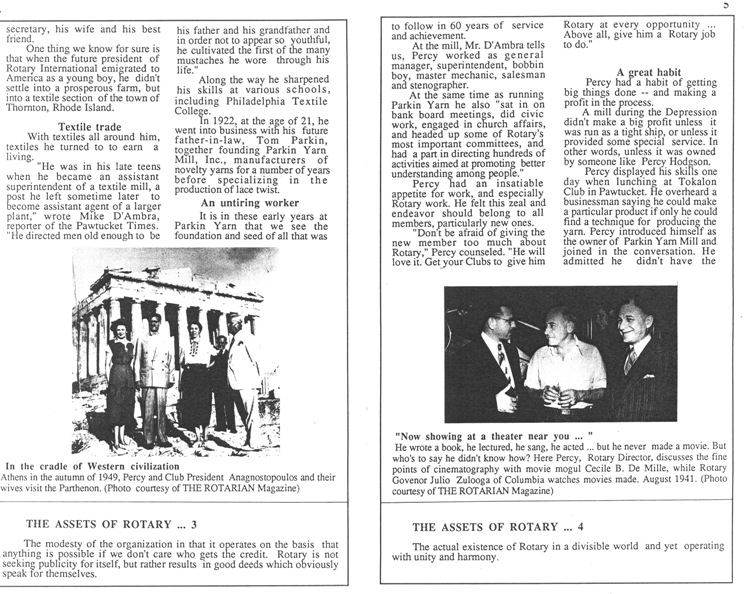 secretary, his wife and his best
friend.
One thing we know for sure is
that when the future president of
Rotary International emigrated to
America as a young boy, he didn't
settle into a prosperous farm, but
into a textile section of the town of
Thornton, Rhode Island.
Textile trade
With textiles all around him,
textiles he turned to to earn a
living.
"He was in his late teens
when he became an assistant
superintendent of a textile mill, a
post he left sometime later to
become assistant agent of a larger
plant," wrote Mike D'Ambra,
reporter of the Pawtucket Times.
"He directed men old enough to be
his father and his grandfather and
in order not to appear so youthful,
he cultivated the first of the many
mustaches he wore through his
life."
Along the way he sharpened
his skills at various schools,
including Philadelphia Textile
College.
In 1922, at the age of 21, he
went into business with his future
father-in-law, Tom Parkin,
together founding Parkin Yarn
Mill, Inc., manufacturers of
novelty yarns for a number of years
before specializing in the
production of lace twist.
An untiring worker
It is in these early years at
Parkin Yarn that we see the
foundation and seed of all that was
In the cradle of Western civilization
Athens in the autumn of 1949, Percy and Club President Anagnostopoulos and their
wives visit the Parthenon. (Photo courtesy of THE ROTARIAN Magazine)
THE ASSETS OF ROTARY ... 3
The modesty of the organization in that it operates on the basis that
anything is possible if we don't care who gets the credit. Rotary is not
seeking publicity for itself, but rather results in good deeds which obviously
speak for themselves.
5
to follow in 60 years of service
and achievement.
At the mill, Mr. D'Ambra tells
us, Percy worked as general
manager, superintendent, bobbin
boy, master mechanic, salesman
and stenographer.
At the same time as running
Parkin Yarn he also "sat in on
bank board meetings, did civic
work, engaged in church affairs,
and headed up some of Rotary's
most important committees, and
had a part in directing hundreds of
activities aimed at promoting better
understanding among people."
Percy had an insatiable
appetite for work, and especially
Rotary work. He felt this zeal and
endeavor should belong to all
members, particularly new ones.
"Don't be afraid of giving the
new member too much about
Rotary," Percy counseled. "He will
love it. Get your Clubs to give him
Rotary at every opportunity ...
Above all, give him a Rotary job
to do."
A great habit
Percy had a habit of getting
big things done -- and making a
profit in the process.
A mill during the Depression
didn't make a big profit unless it
was run as a tight ship, or unless it
provided some special service. In
other words, unless it was owned
by someone like Percy Hodgson.
Percy displayed his skills one
day when lunching at Tokalon
Club in Pawtucket. He overheard a
businessman saying he could make
a particular product if only he could
find a technique for producing the
yarn. Percy introduced himself as
the owner of Parkin Yarn Mill and
joined in the conversation. He
admitted he didn't have the
"Now showing at a theater near you ... "
He wrote a book, he lectured, he sang, he acted ... but he never made a movie. But
who's to say he didn't know how? Here Percy, Rotary Director, discusses the fine
points of cinematography with movie mogul Cecile B. De Mille, while Rotary
Govenor Julio Zulooga of Columbia watches movies made. August 1941. (Photo
courtesy of THE ROTARIAN Magazine)
THE ASSETS OF ROTARY ... 4
The actual existence of Rotary in a divisible world and yet operating
with unity and harmony.